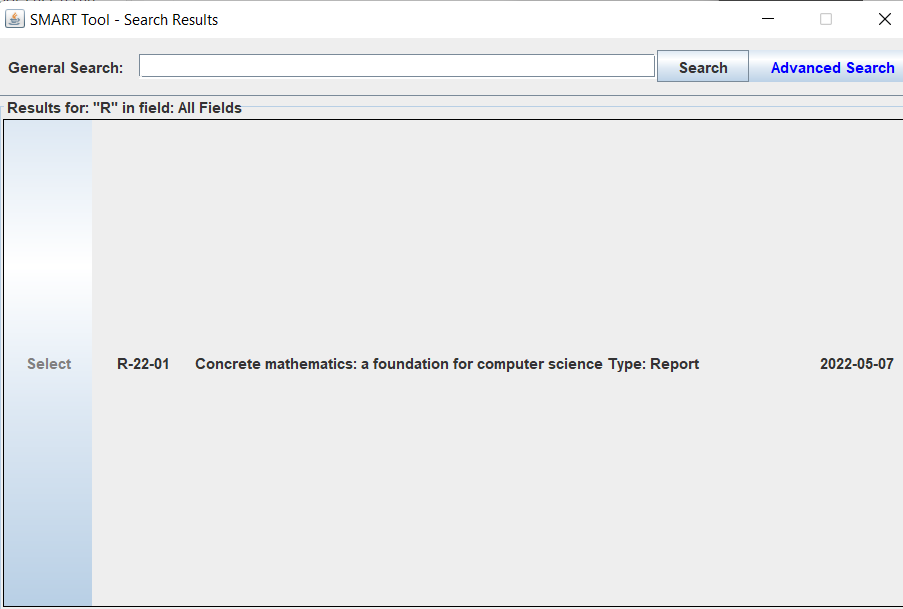 SMART Tool - Search Results
General Search: Search Advanced Search
Results for: "R" in field: All Fields
Select R-22-01 Concrete mathematics: a foundation for computer science Type: Report 2022-05-07